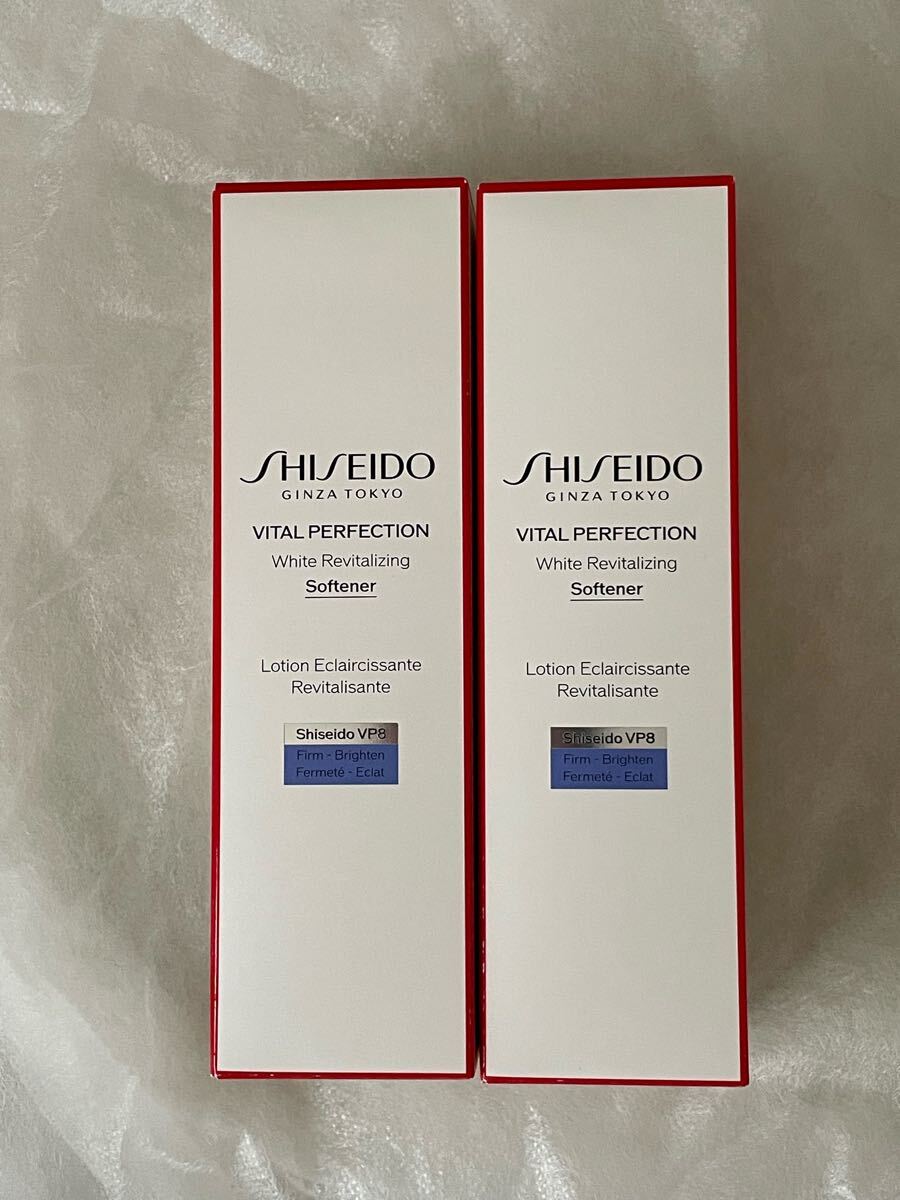 SHISEIDO
GINZA TOKYO
VITAL PERFECTION
White Revitalizing
Softener
Lotion Eclaircissante
Revitalisante
Shiseido VP8
Firm - Brighten
Fermeté - Eclat
SHISEIDO
GINZA TOKYO
VITAL PERFECTION
White Revitalizing
Softener
Lotion Eclaircissante
Revitalisante
Shiseido VP8
Firm - Brighten
Fermeté - Eclat